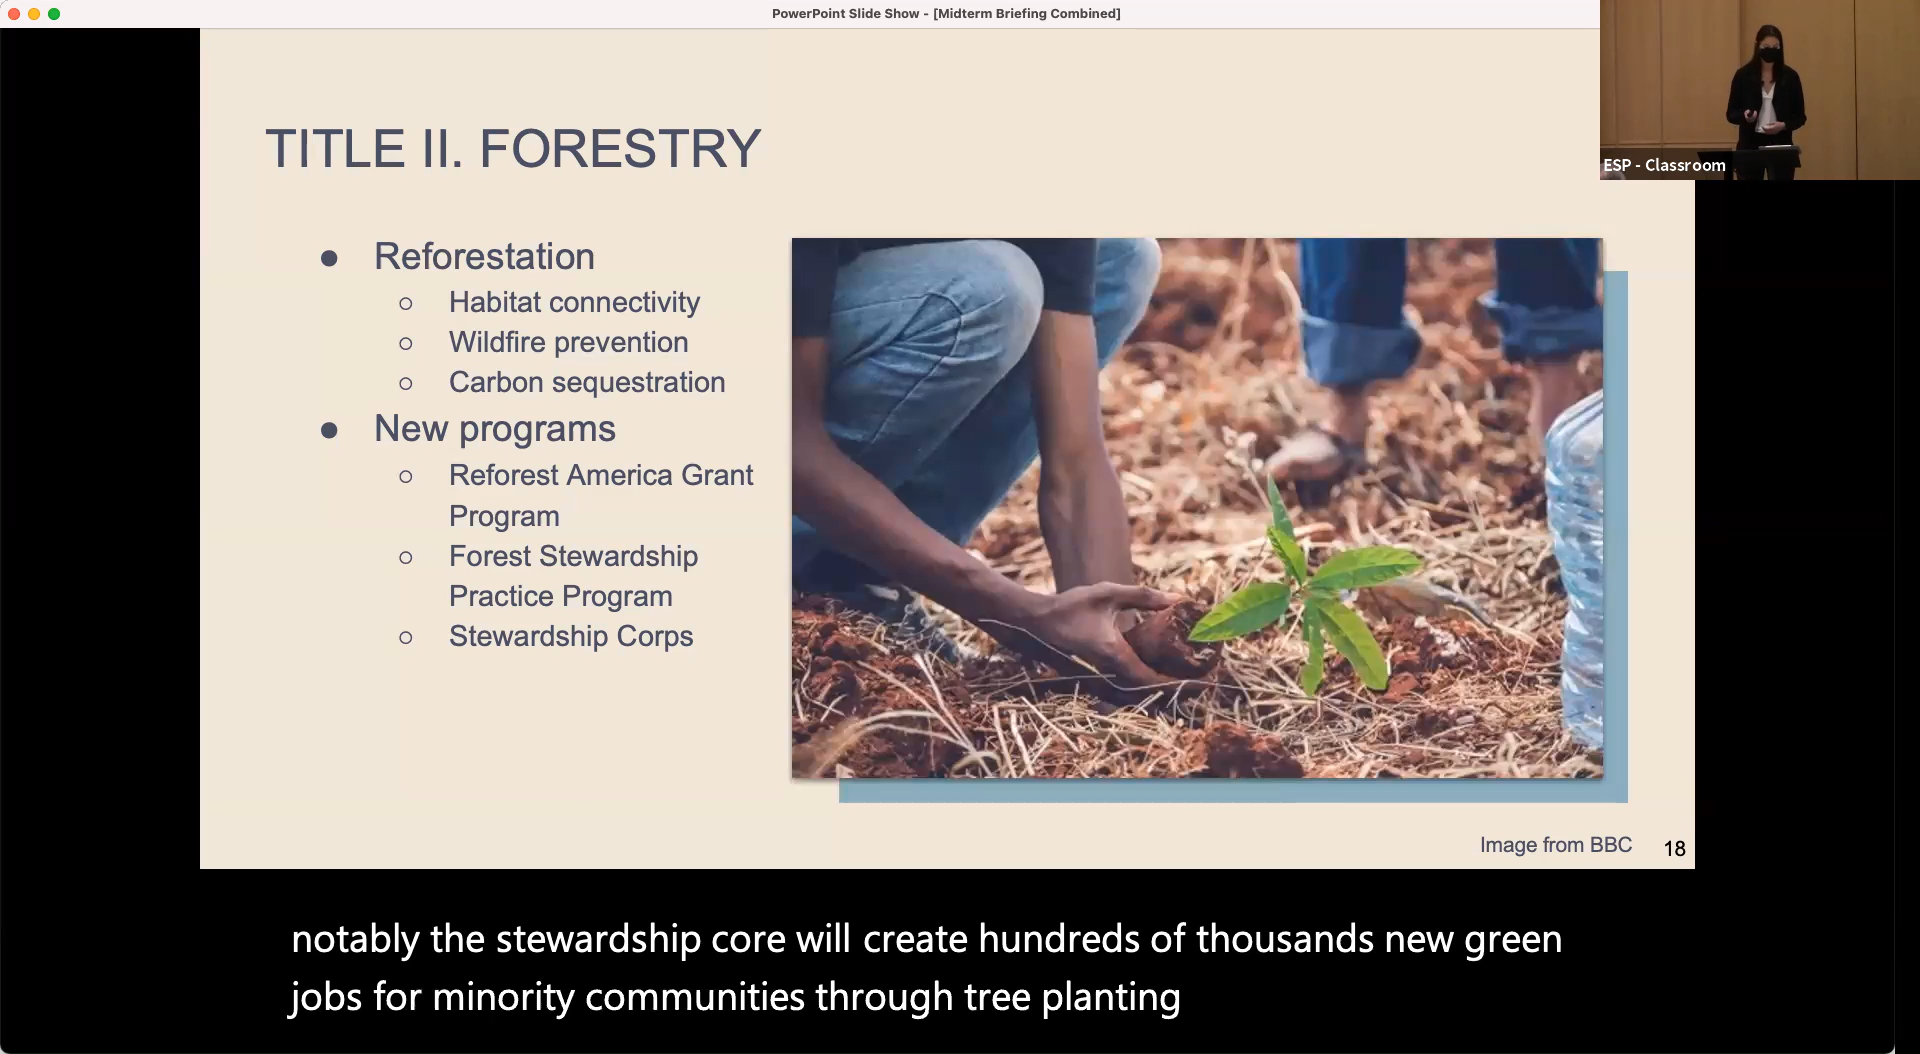 PowerPoint Slide Show - [Midterm Briefing Combined]
ESP - Classroom
TITLE II. FORESTRY
● Reforestation
○ Habitat connectivity
○ Wildfire prevention
○ Carbon sequestration
● New programs
○ Reforest America Grant
Program
○ Forest Stewardship
Practice Program
○ Stewardship Corps
Image from BBC
18
notably the stewardship core will create hundreds of thousands new green
jobs for minority communities through tree planting